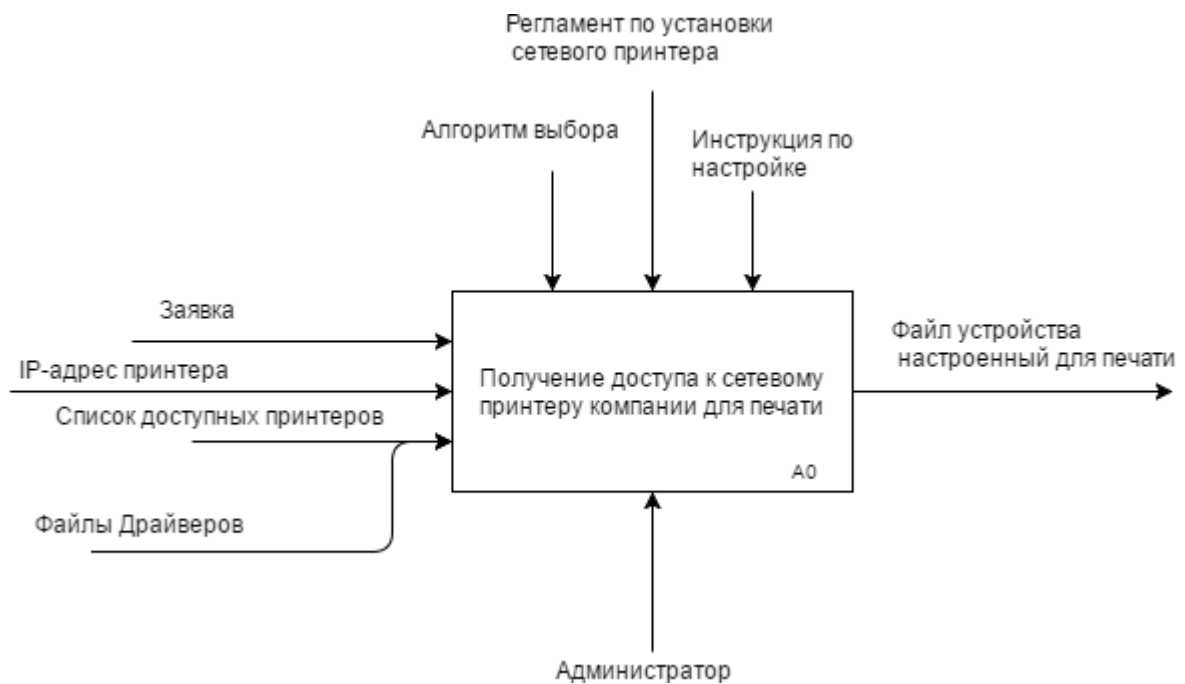 Регламент по установки
сетевого принтера
Алгоритм выбора
Инструкция по
настройке
Заявка
IP-адрес принтера
Список доступных принтеров
Файлы Драйверов
Получение доступа к сетевому
принтеру компании для печати
A0
Файл устройства
настроенный для печати
Администратор